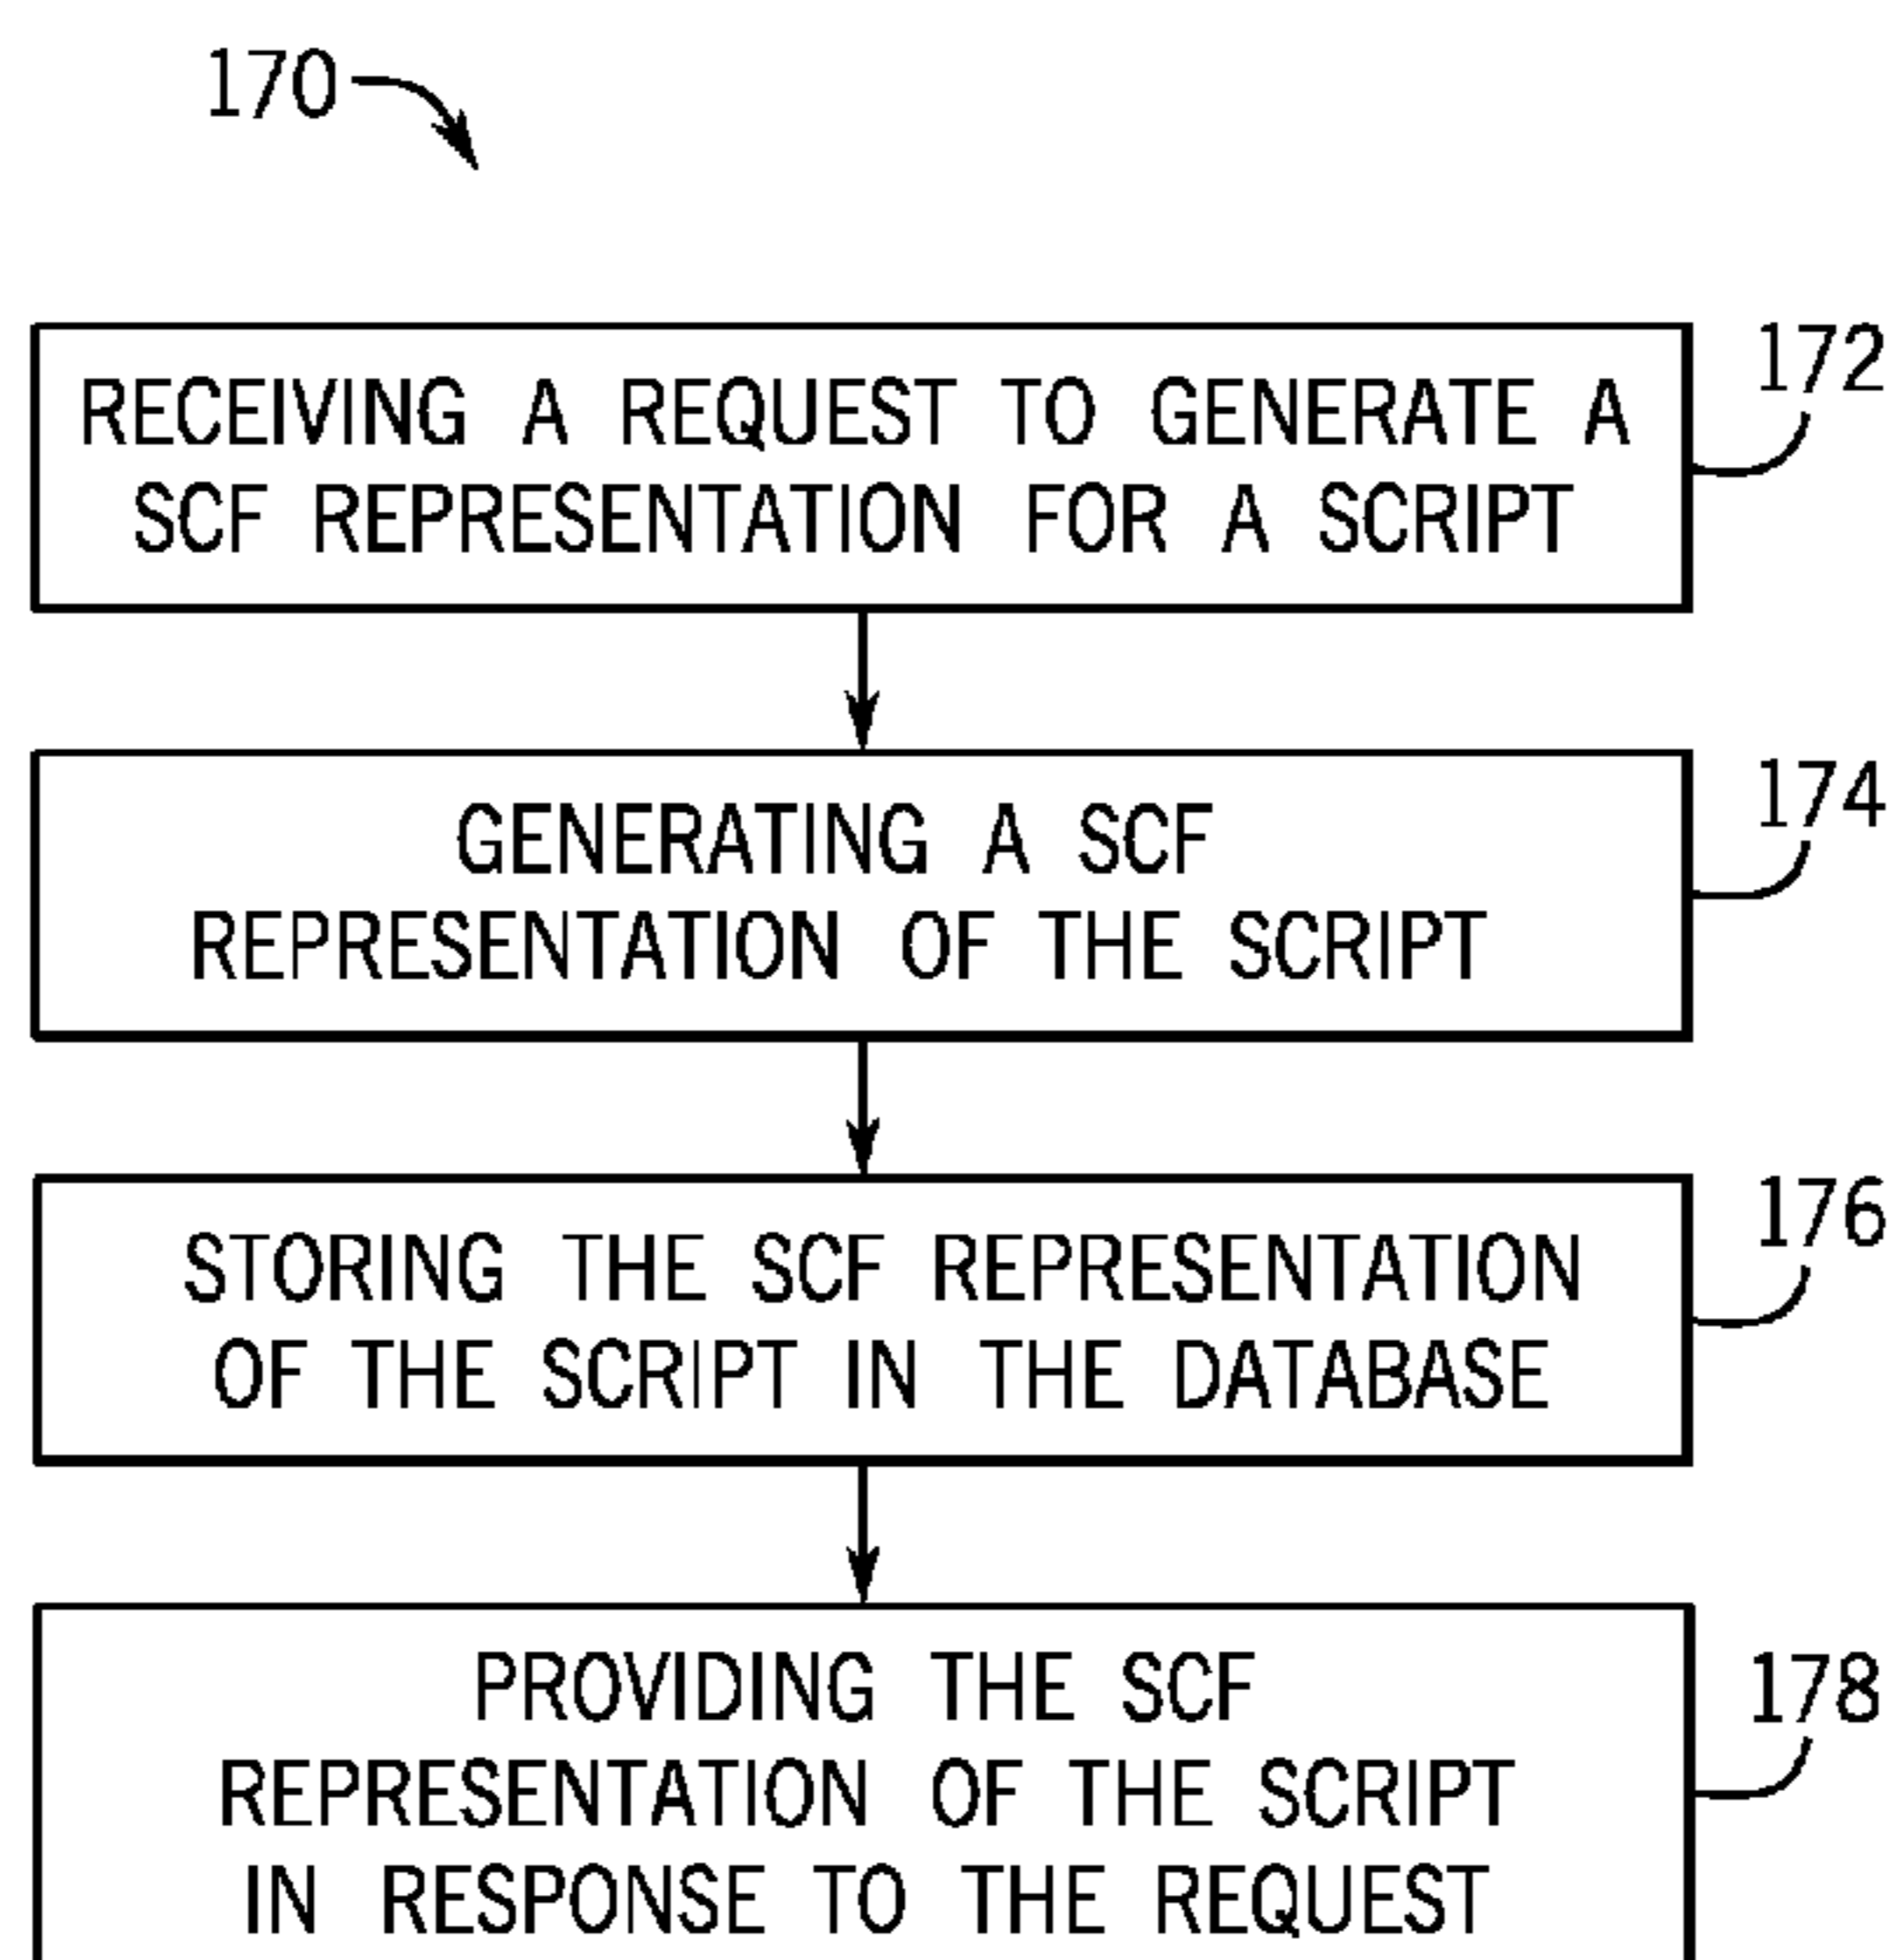 170
172
RECEIVING A REQUEST TO GENERATE A
SCF REPRESENTATION FOR A SCRIPT
174
GENERATING A SCF
REPRESENTATION OF THE SCRIPT
176
STORING THE SCF REPRESENTATION
OF THE SCRIPT IN THE DATABASE
178
PROVIDING THE SCF
REPRESENTATION OF THE SCRIPT
IN RESPONSE TO THE REQUEST